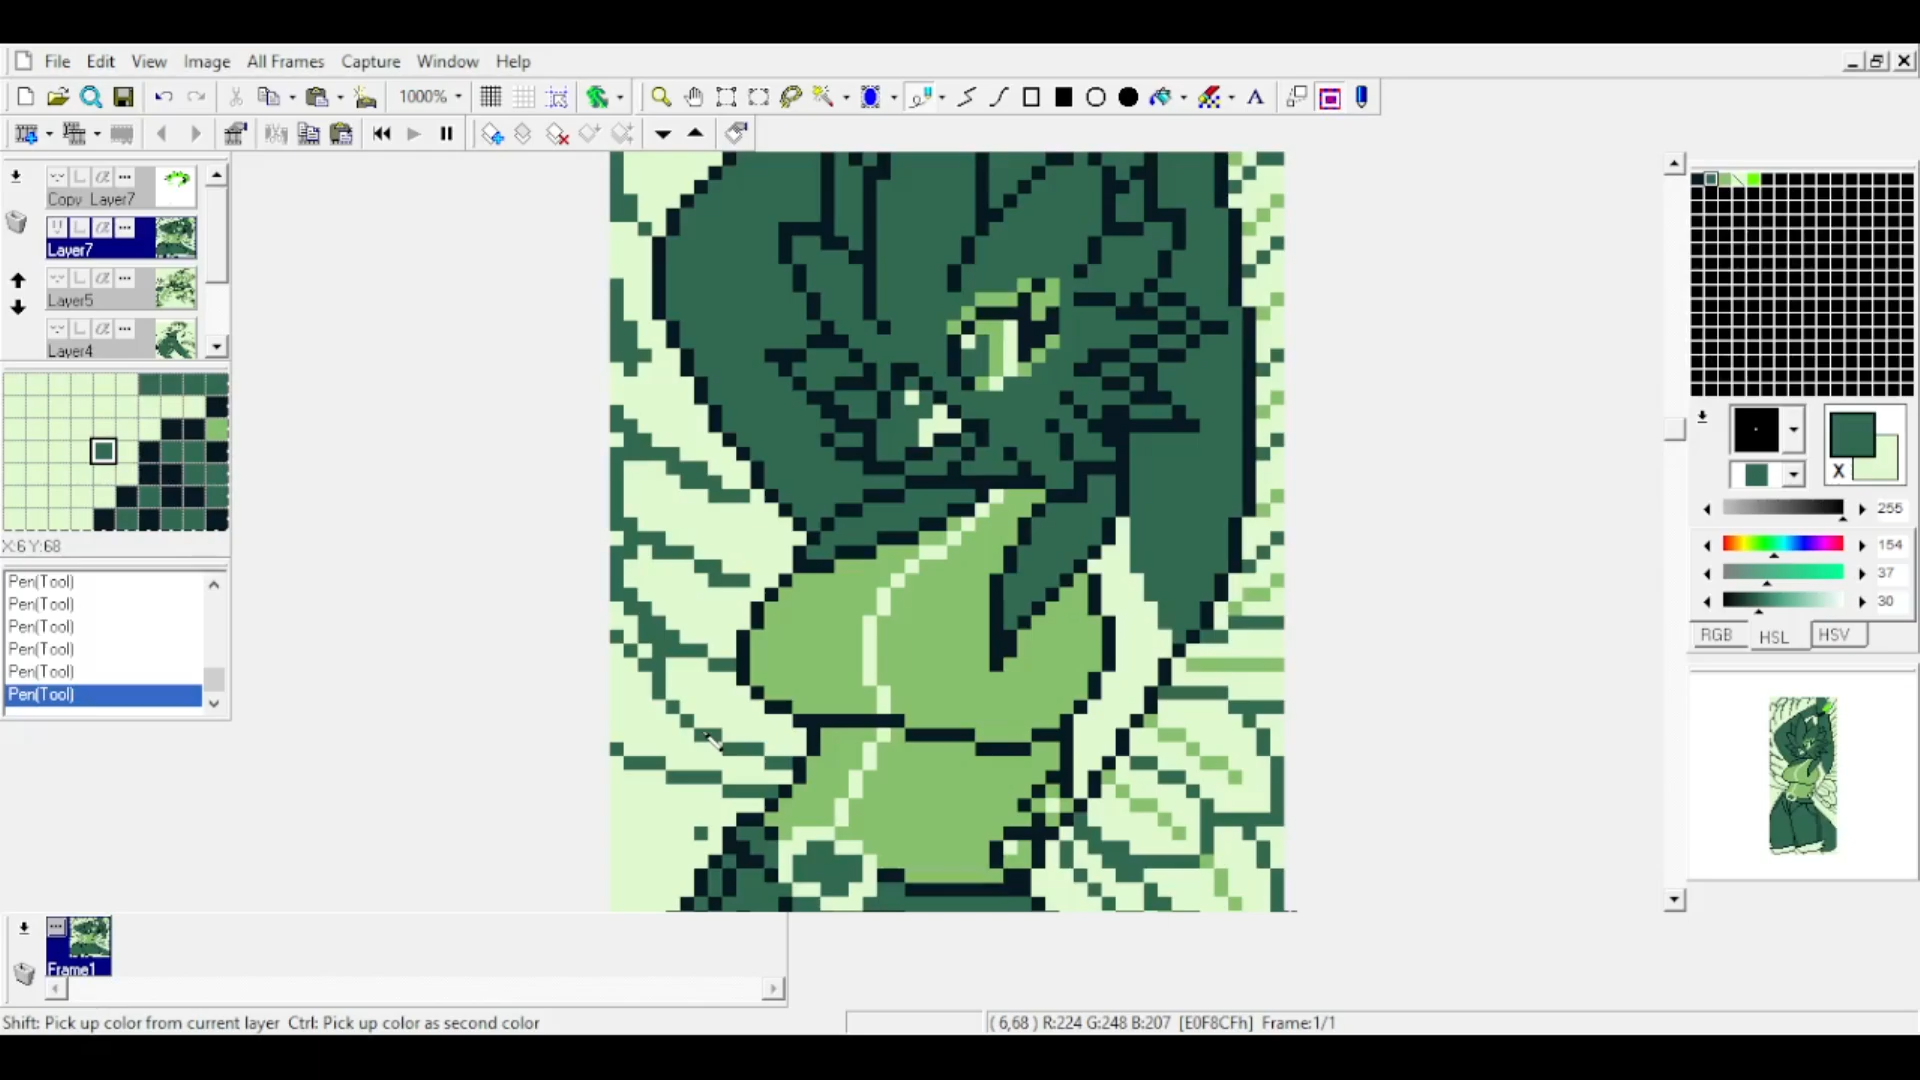 File Edit View Image All Frames Capture Window Help
1000%
Copy Layer7
Layer7
Layer5
Layer4
X:6 Y:68
Pen(Tool)
Pen(Tool)
Pen(Tool)
Pen(Tool)
Pen(Tool)
Pen(Tool)
X
255
154
37
30
RGB HSL HSV
Frame1
Shift: Pick up color from current layer Ctrl: Pick up color as second color
( 6,68 ) R:224 G:248 B:207 [E0F8CFh] Frame:1/1